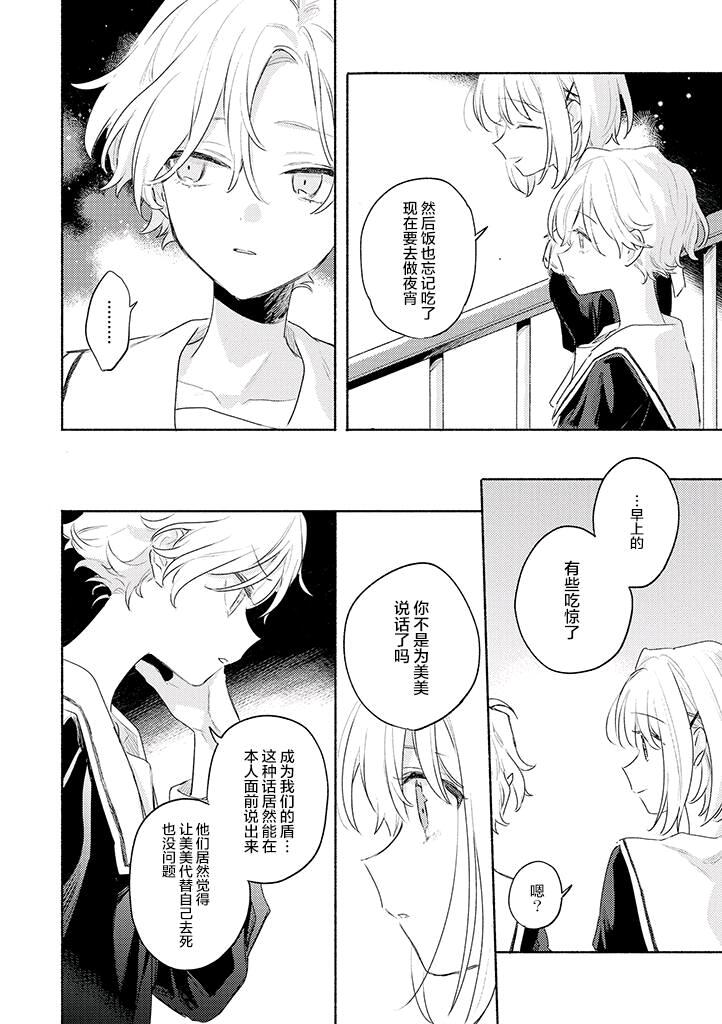 然后饭也忘记吃了
现在要去做夜宵
………
…早上的
有些吃惊了
嗯？
你不是为美美
说话了吗
成为我们的盾…
这种话居然能在
本人面前说出来
他们居然觉得
让美美代替自己去死
也没问题